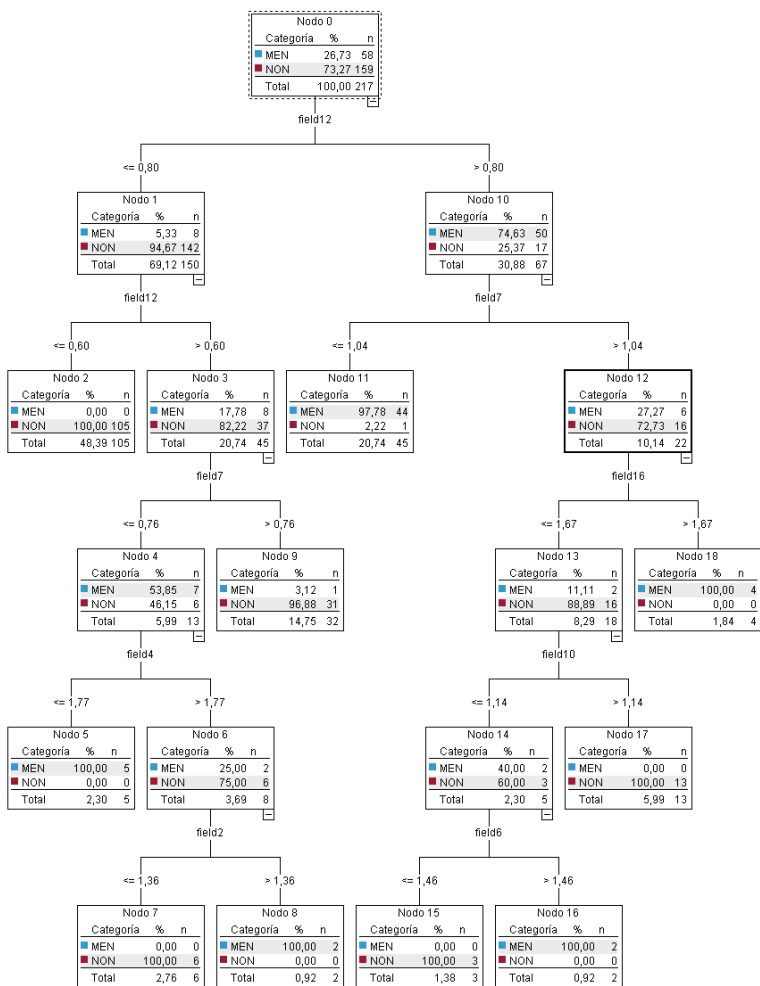 Nodo 0
Categoría % n
MEN 26,73 58
NON 73,27 159
Total 100,00 217
field12
<= 0,80
> 0,80
Nodo 1
Categoría % n
MEN 5,33 8
NON 94,67 142
Total 69,12 150
Nodo 10
Categoría % n
MEN 74,63 50
NON 25,37 17
Total 30,88 67
field12
field7
<= 0,60
> 0,60
<= 1,04
> 1,04
Nodo 2
Categoría % n
MEN 0,00 0
NON 100,00 105
Total 48,39 105
Nodo 3
Categoría % n
MEN 17,78 8
NON 82,22 37
Total 20,74 45
Nodo 11
Categoría % n
MEN 97,78 44
NON 2,22 1
Total 20,74 45
Nodo 12
Categoría % n
MEN 27,27 6
NON 72,73 16
Total 10,14 22
field7
field16
<= 0,76
> 0,76
<= 1,67
> 1,67
Nodo 4
Categoría % n
MEN 53,85 7
NON 46,15 6
Total 5,99 13
Nodo 9
Categoría % n
MEN 3,12 1
NON 96,88 31
Total 14,75 32
Nodo 13
Categoría % n
MEN 11,11 2
NON 88,89 16
Total 8,29 18
Nodo 18
Categoría % n
MEN 100,00 4
NON 0,00 0
Total 1,84 4
field4
field10
<= 1,77
> 1,77
<= 1,14
> 1,14
Nodo 5
Categoría % n
MEN 100,00 5
NON 0,00 0
Total 2,30 5
Nodo 6
Categoría % n
MEN 25,00 2
NON 75,00 6
Total 3,69 8
Nodo 14
Categoría % n
MEN 40,00 2
NON 60,00 3
Total 2,30 5
Nodo 17
Categoría % n
MEN 0,00 0
NON 100,00 13
Total 5,99 13
field2
field6
<= 1,36
> 1,36
<= 1,46
> 1,46
Nodo 7
Categoría % n
MEN 0,00 0
NON 100,00 6
Total 2,76 6
Nodo 8
Categoría % n
MEN 100,00 2
NON 0,00 0
Total 0,92 2
Nodo 15
Categoría % n
MEN 0,00 0
NON 100,00 3
Total 1,38 3
Nodo 16
Categoría % n
MEN 100,00 2
NON 0,00 0
Total 0,92 2